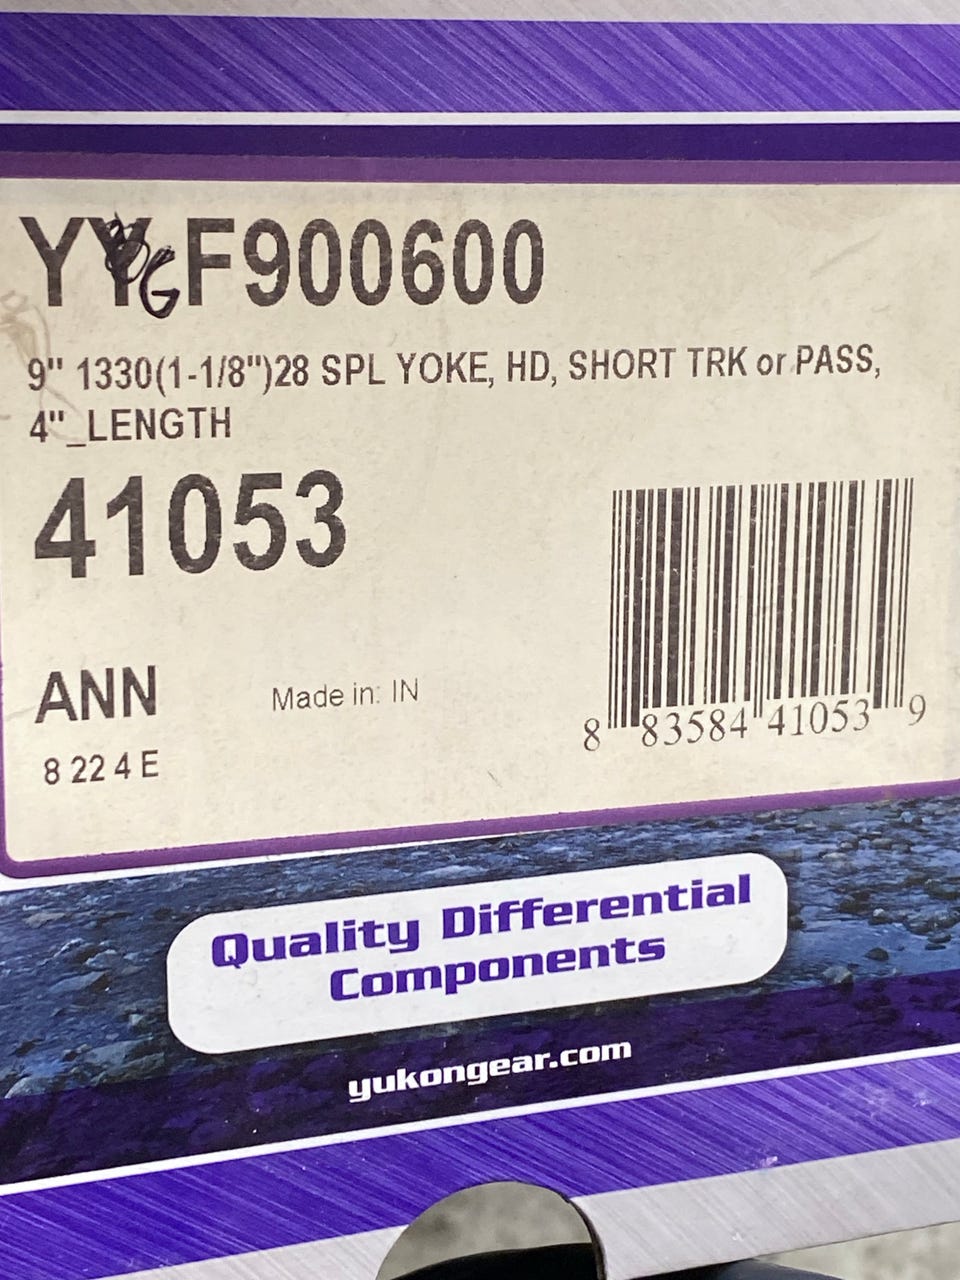 YYGF900600
9" 1330(1-1/8")28 SPL YOKE, HD, SHORT TRK or PASS,
4"_LENGTH
41053
ANN
Made in: IN
8 22 4 E
8 83584 41053 9
Quality Differential
Components
yukongear.com